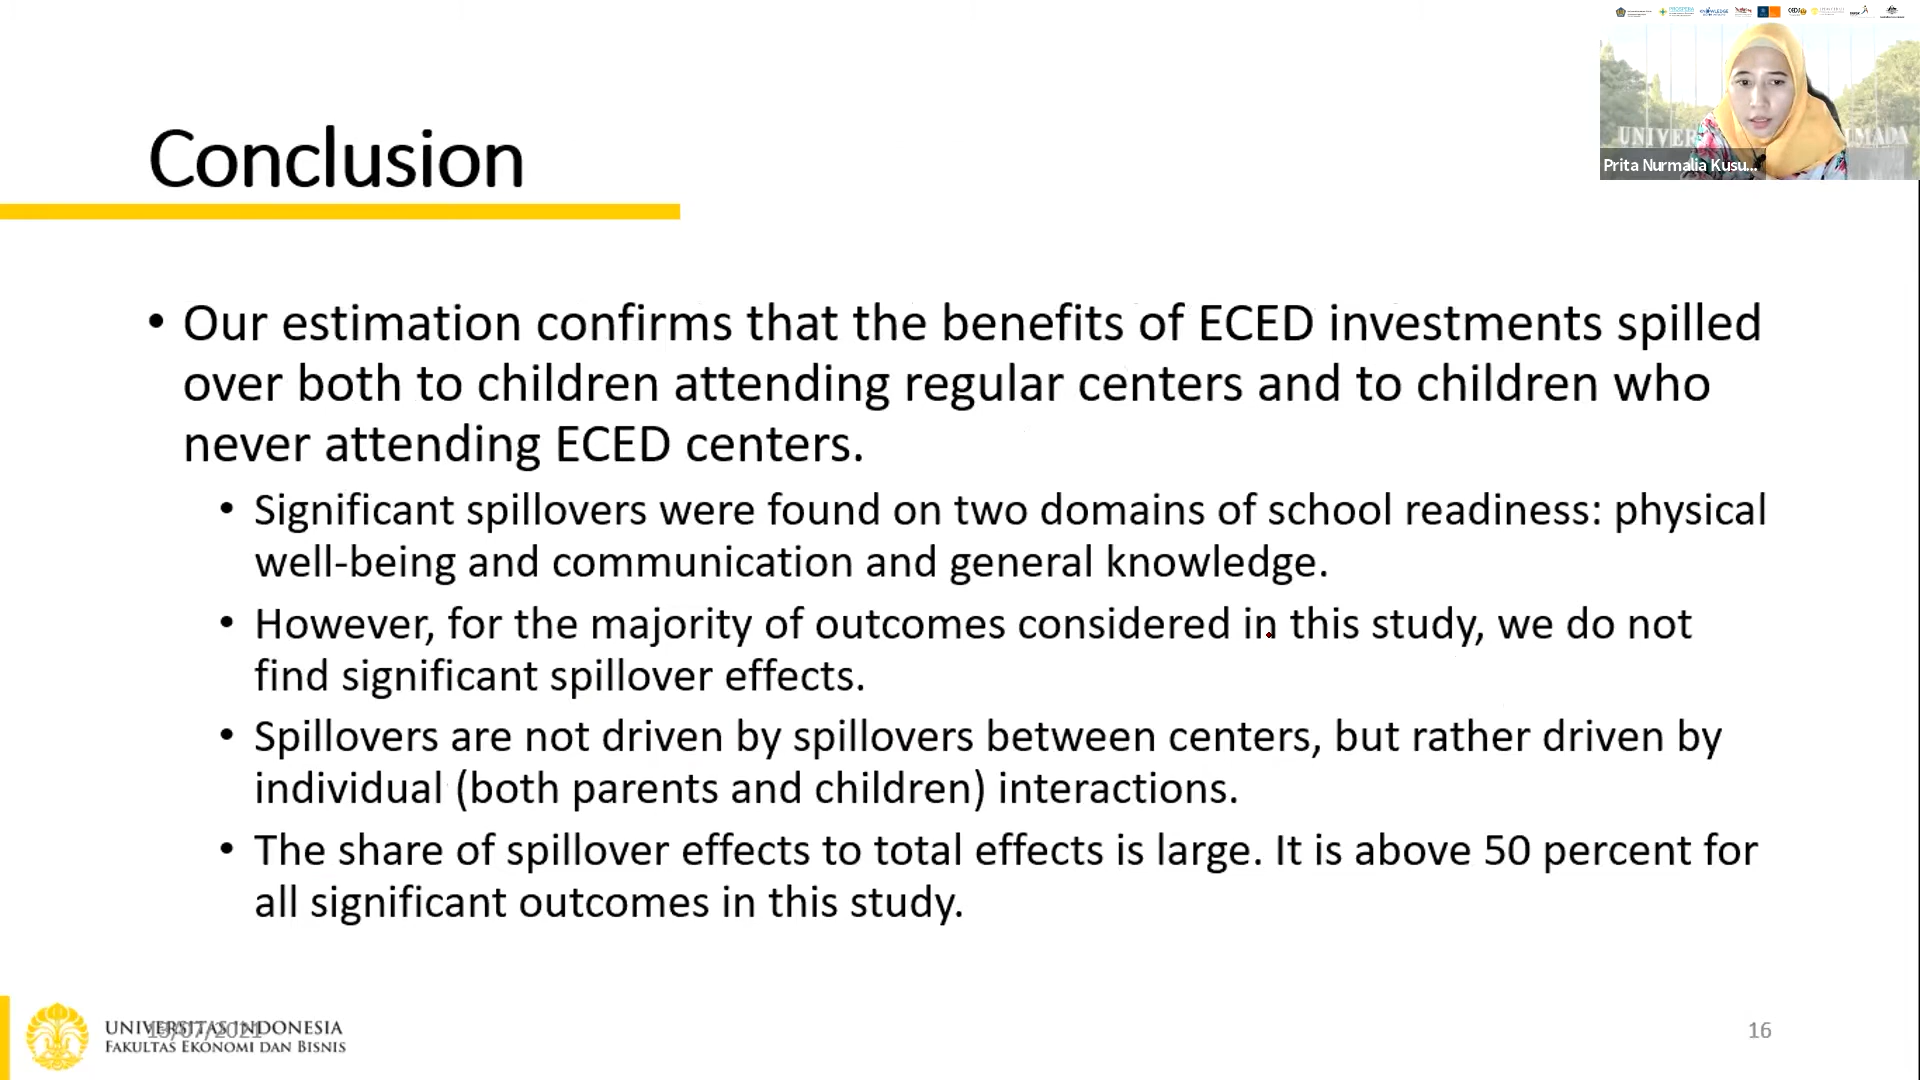 Conclusion
Prita Nurmalia Kusu...
• Our estimation confirms that the benefits of ECED investments spilled
over both to children attending regular centers and to children who
never attending ECED centers.
• Significant spillovers were found on two domains of school readiness: physical
well-being and communication and general knowledge.
• However, for the majority of outcomes considered in this study, we do not
find significant spillover effects.
• Spillovers are not driven by spillovers between centers, but rather driven by
individual (both parents and children) interactions.
• The share of spillover effects to total effects is large. It is above 50 percent for
all significant outcomes in this study.
UNIVERSITAS INDONESIA
FAKULTAS EKONOMI DAN BISNIS
13/07/2021
16